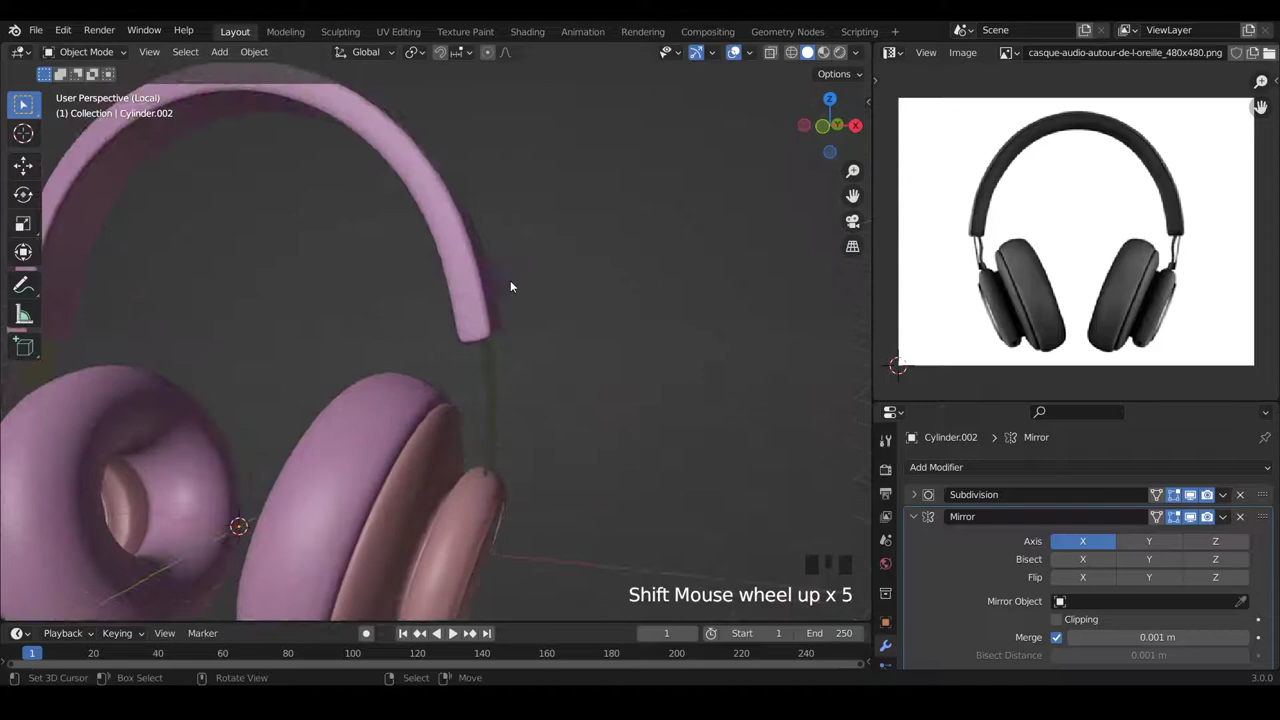 File Edit Render Window Help Layout Modeling Sculpting UV Editing Texture Paint Shading Animation Rendering Compositing Geometry Nodes Scripting + Scene ViewLayer
Object Mode View Select Add Object Global View Image casque-audio-autour-de-l-oreille_480x480.png
Options
User Perspective (Local)
(1) Collection | Cylinder.002
Z
Y X
Cylinder.002 > Mirror
Add Modifier
Subdivision
Mirror
Axis X Y Z
Bisect X Y Z
Flip X Y Z
Mirror Object
Clipping
Merge 0.001 m
Bisect Distance 0.001 m
Shift Mouse wheel up x 5
Playback Keying View Marker 1 Start 1 End 250
1 20 40 60 80 100 120 140 160 180 200 220 240
Set 3D Cursor Box Select Rotate View Select Move 3.0.0